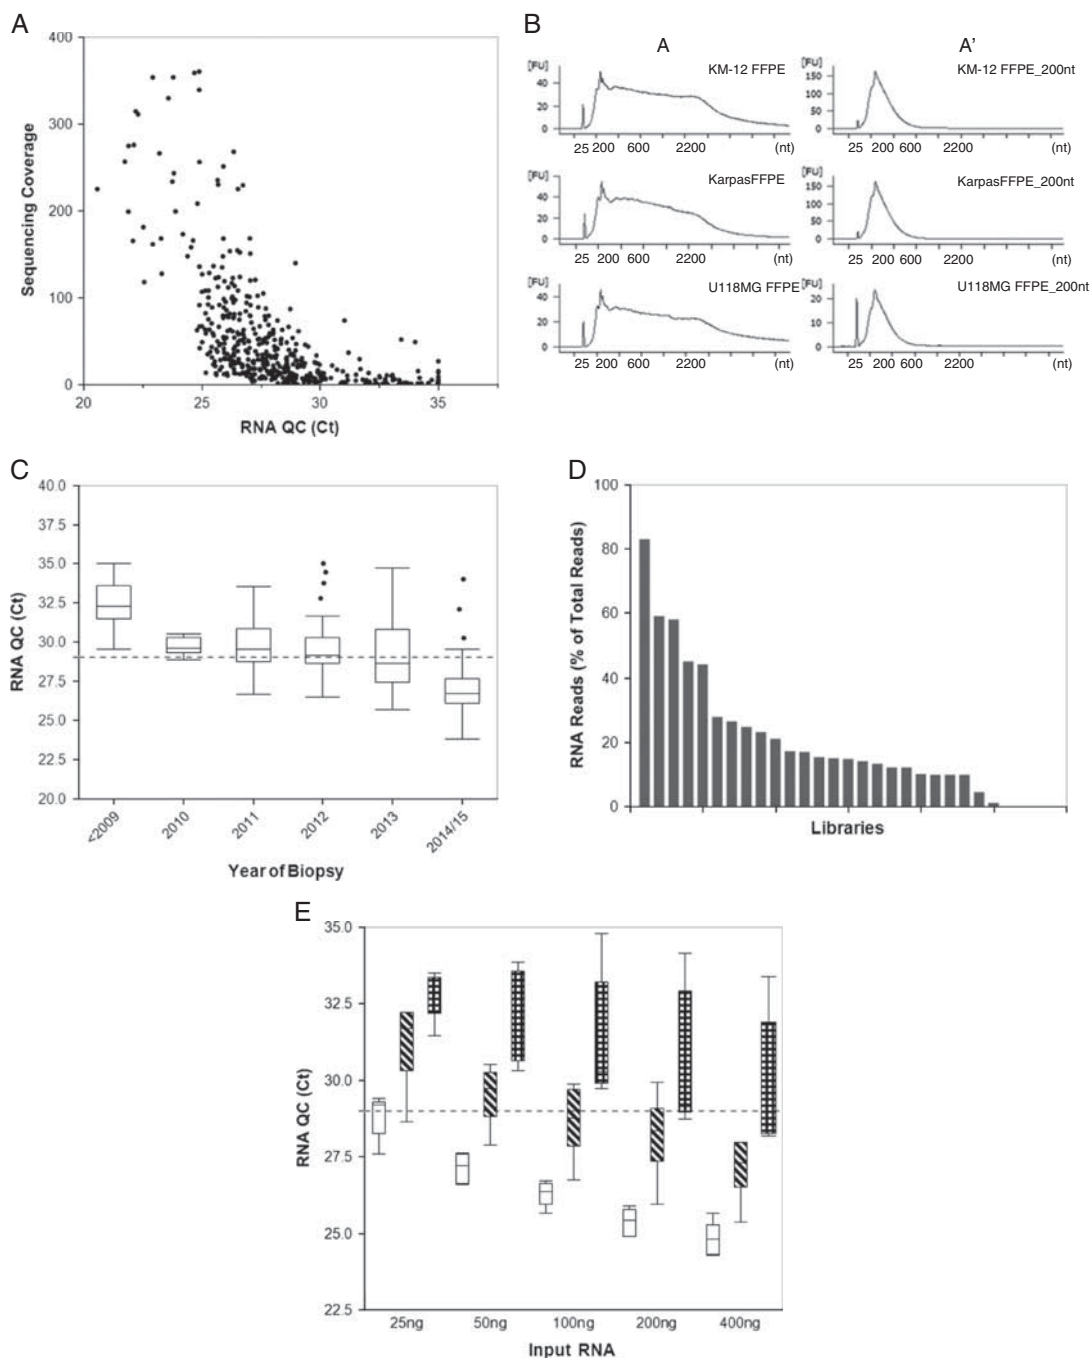 A
400
300
200
100
0
Sequencing Coverage
20 25 30 35
RNA QC (Ct)
B
A A'
[FU] KM-12 FFPE
40
20
0
25 200 600 2200 (nt)
[FU] KM-12 FFPE_200nt
150
100
50
0
25 200 600 2200 (nt)
[FU] KarpasFFPE
40
20
0
25 200 600 2200 (nt)
[FU] KarpasFFPE_200nt
150
100
50
0
25 200 600 2200 (nt)
[FU] U118MG FFPE
40
20
0
25 200 600 2200 (nt)
[FU] U118MG FFPE_200nt
20
10
0
25 200 600 2200 (nt)
C
40.0
37.5
35.0
32.5
30.0
27.5
25.0
22.5
20.0
RNA QC (Ct)
<2009 2010 2011 2012 2013 2014/15
Year of Biopsy
D
100
80
60
40
20
0
RNA Reads (% of Total Reads)
Libraries
E
35.0
32.5
30.0
27.5
25.0
22.5
RNA QC (Ct)
25ng 50ng 100ng 200ng 400ng
Input RNA